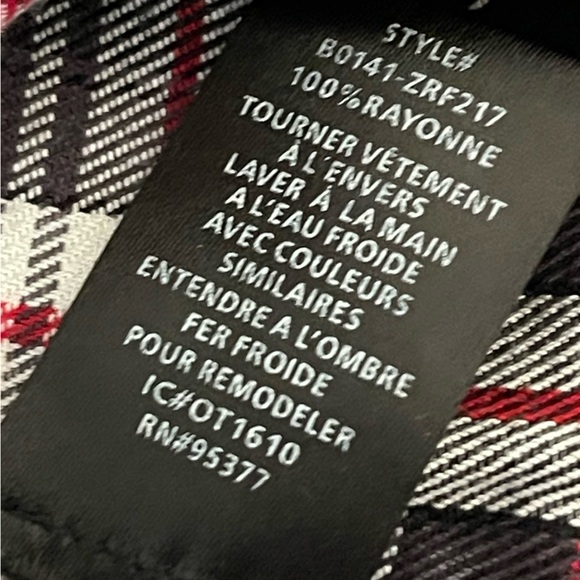 STYLE#
B0141-ZRF217
100%RAYONNE
TOURNER VÉTEMENT
À L'ENVERS
LAVER À LA MAIN
A L'EAU FROIDE
AVEC COULEURS
SIMILAIRES
ENTENDRE A L'OMBRE
FER FROIDE
POUR REMODELER
IC#OT1610
RN#95377